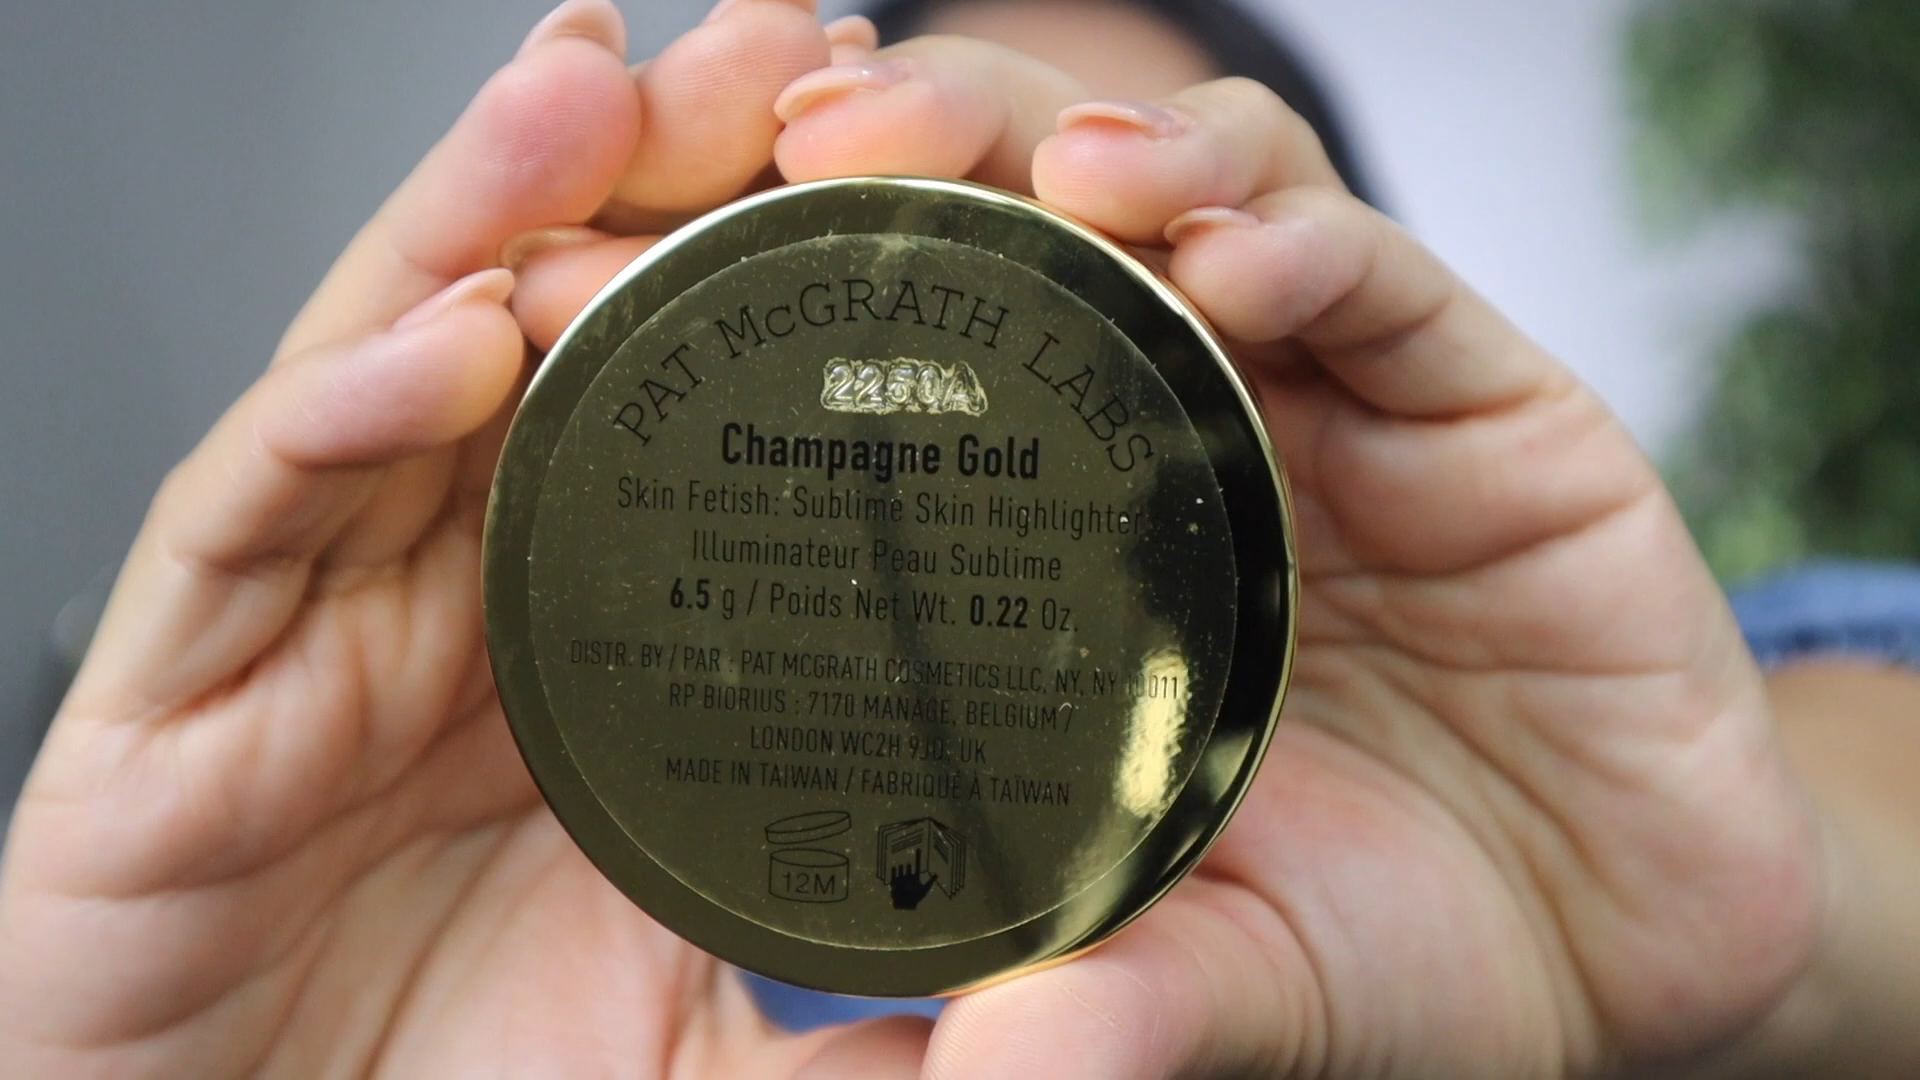 PAT McGRATH LABS
2250A
Champagne Gold
Skin Fetish: Sublime Skin Highlighter
Illuminateur Peau Sublime
6.5 g / Poids Net Wt. 0.22 Oz.
DISTR. BY / PAR : PAT MCGRATH COSMETICS LLC, NY, NY 10011
RP BIORIUS : 7170 MANAGE, BELGIUM /
LONDON WC2H 9JQ, UK
MADE IN TAIWAN / FABRIQUÉ À TAÏWAN
12M